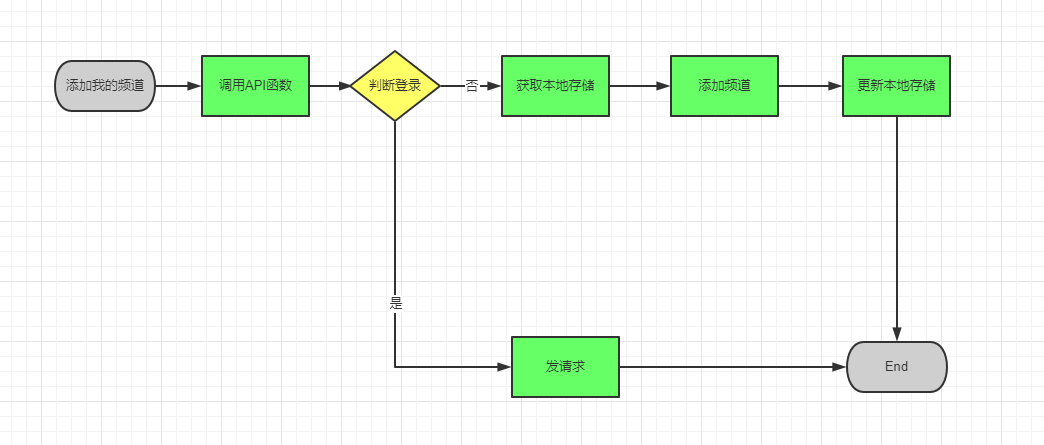 添加我的频道
调用API函数
判断登录
否
获取本地存储
添加频道
更新本地存储
是
发请求
End